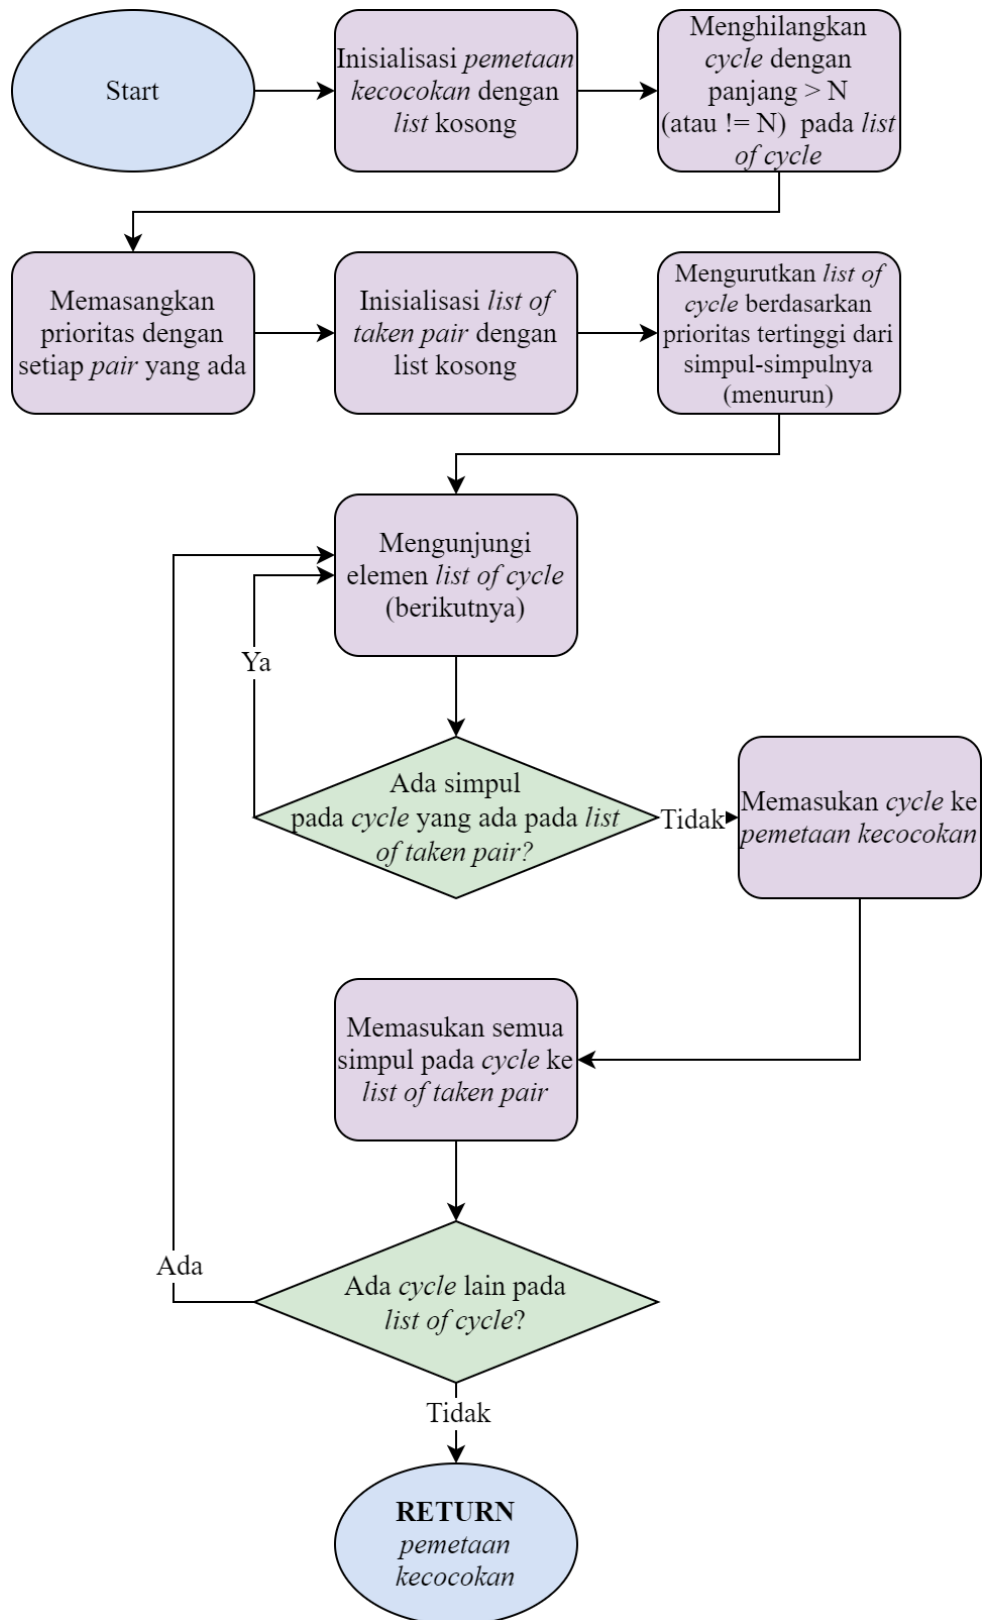 Start
Inisialisasi pemetaan
kecocokan dengan
list kosong
Menghilangkan
cycle dengan
panjang > N
(atau != N) pada list
of cycle
Memasangkan
prioritas dengan
setiap pair yang ada
Inisialisasi list of
taken pair dengan
list kosong
Mengurutkan list of
cycle berdasarkan
prioritas tertinggi dari
simpul-simpulnya
(menurun)
Mengunjungi
elemen list of cycle
(berikutnya)
Ya
Ada simpul
pada cycle yang ada pada list
of taken pair?
Tidak
Memasukan cycle ke
pemetaan kecocokan
Memasukan semua
simpul pada cycle ke
list of taken pair
Ada
Ada cycle lain pada
list of cycle?
Tidak
RETURN
pemetaan
kecocokan